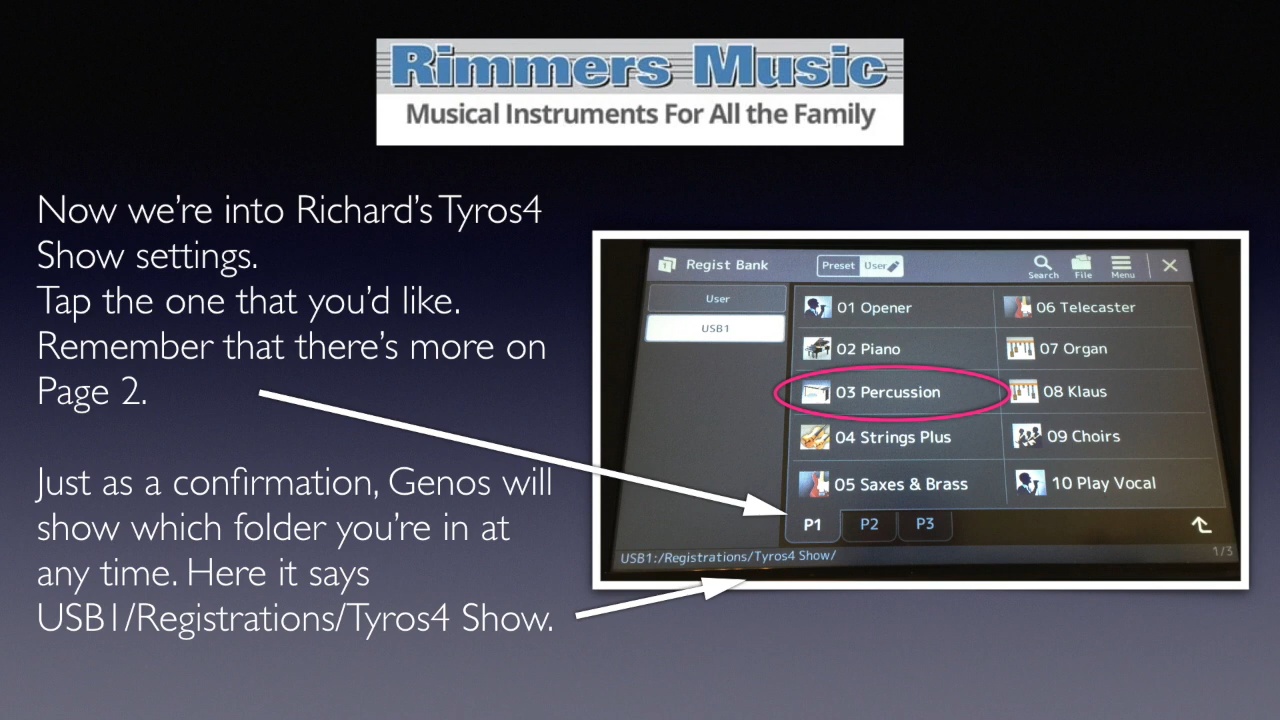 Rimmers Music
Musical Instruments For All the Family
Now we're into Richard's Tyros4
Show settings.
Tap the one that you'd like.
Remember that there's more on
Page 2.
Just as a confirmation, Genos will
show which folder you're in at
any time. Here it says
USB1/Registrations/Tyros4 Show.
1 Regist Bank
Preset User
Search File Menu
User
USB1
01 Opener
02 Piano
03 Percussion
04 Strings Plus
05 Saxes & Brass
06 Telecaster
07 Organ
08 Klaus
09 Choirs
10 Play Vocal
P1 P2 P3
USB1:/Registrations/Tyros4 Show/
1/3